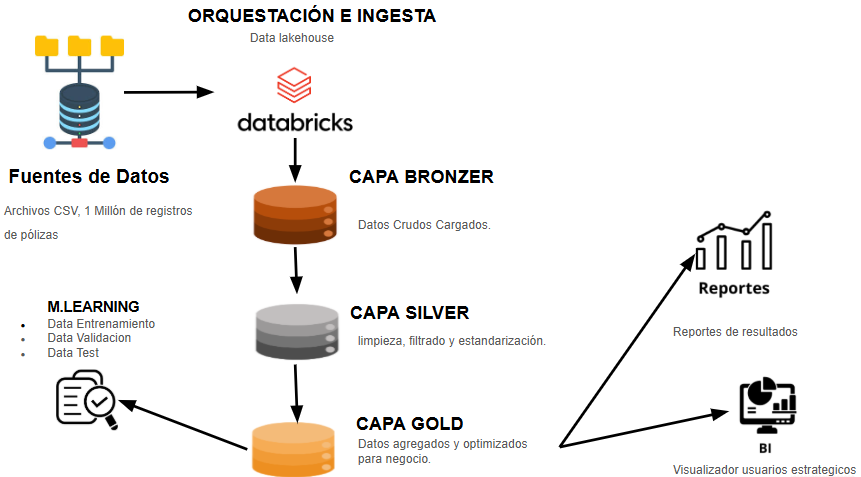 ORQUESTACIÓN E INGESTA
Data lakehouse
databricks
Fuentes de Datos
Archivos CSV, 1 Millón de registros
de pólizas
CAPA BRONZER
Datos Crudos Cargados.
CAPA SILVER
limpieza, filtrado y estandarización.
M.LEARNING
Data Entrenamiento
Data Validacion
Data Test
CAPA GOLD
Datos agregados y optimizados
para negocio.
Reportes
Reportes de resultados
BI
Visualizador usuarios estrategicos